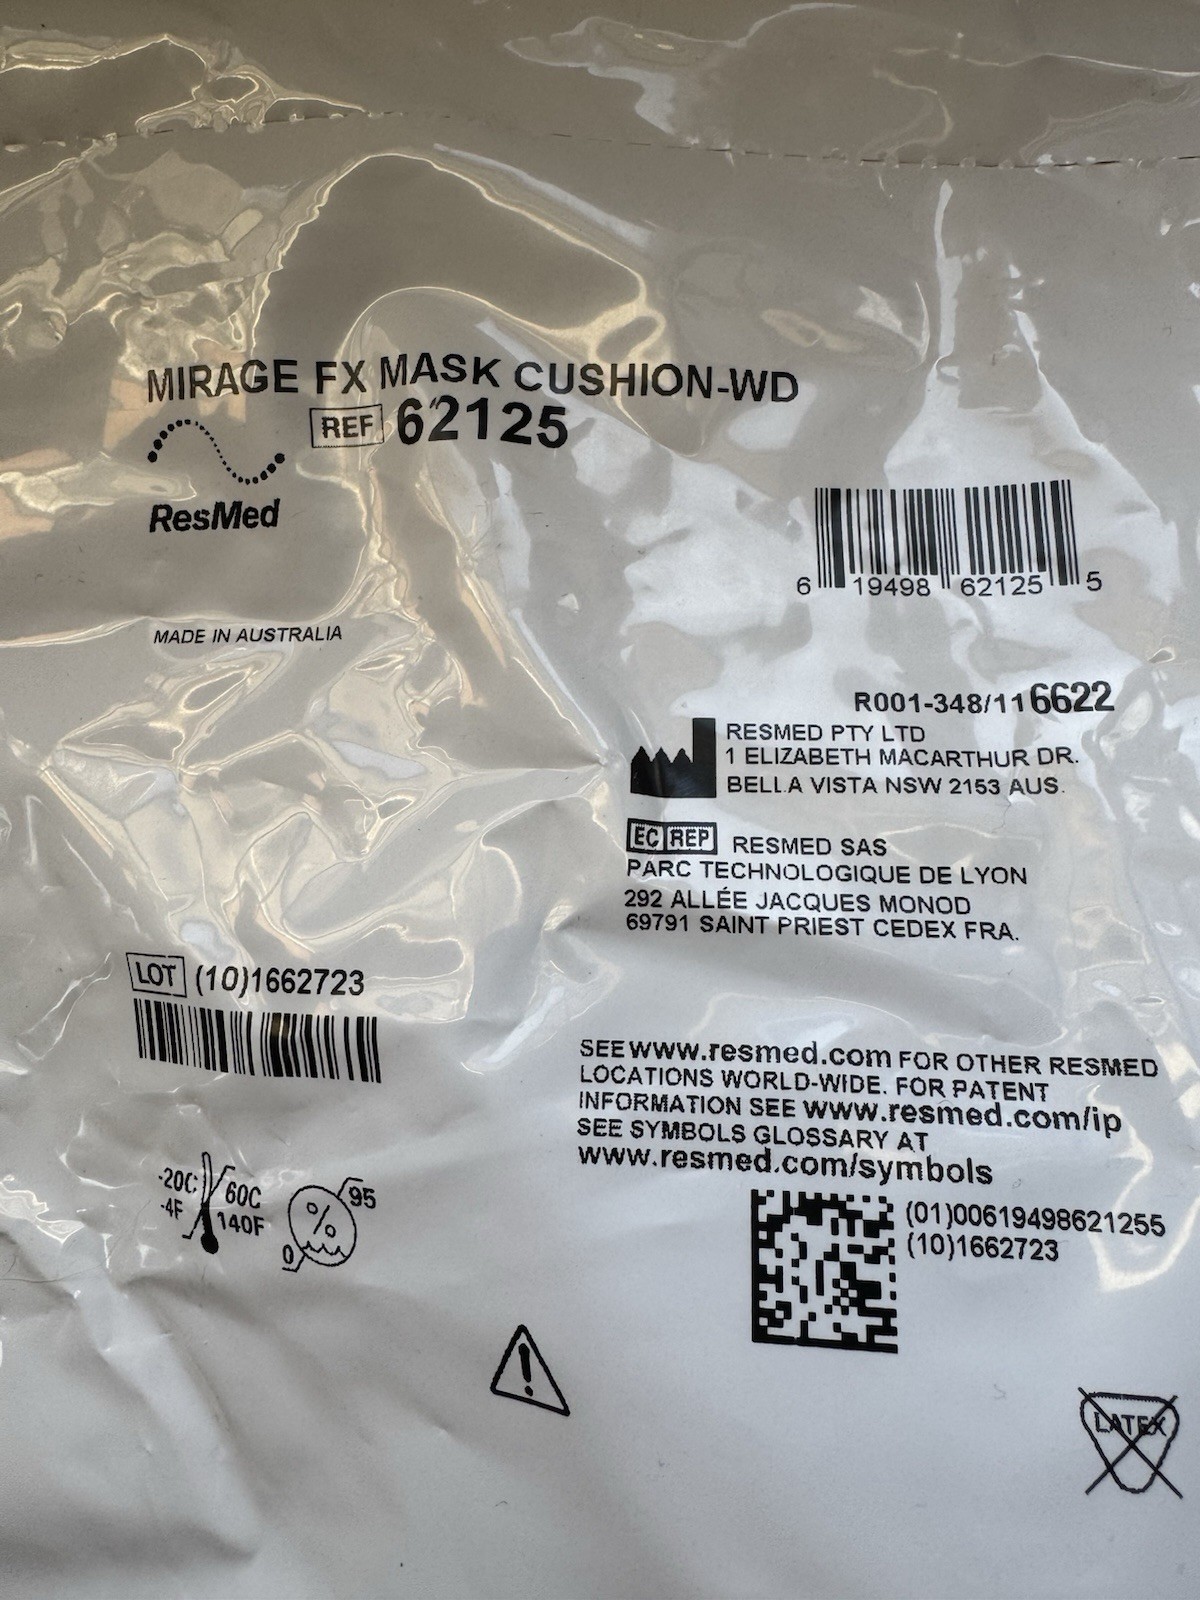 MIRAGE FX MASK CUSHION-WD
REF 62125
ResMed
6 19498 62125 5
MADE IN AUSTRALIA
R001-348/11 6622
RESMED PTY LTD
1 ELIZABETH MACARTHUR DR.
BELLA VISTA NSW 2153 AUS.
EC REP RESMED SAS
PARC TECHNOLOGIQUE DE LYON
292 ALLÉE JACQUES MONOD
69791 SAINT PRIEST CEDEX FRA.
LOT (10)1662723
SEE www.resmed.com FOR OTHER RESMED
LOCATIONS WORLD-WIDE. FOR PATENT
INFORMATION SEE www.resmed.com/ip
SEE SYMBOLS GLOSSARY AT
www.resmed.com/symbols
-20C 60C
-4F 140F
95
%
0
(01)00619498621255
(10)1662723
!
LATEX